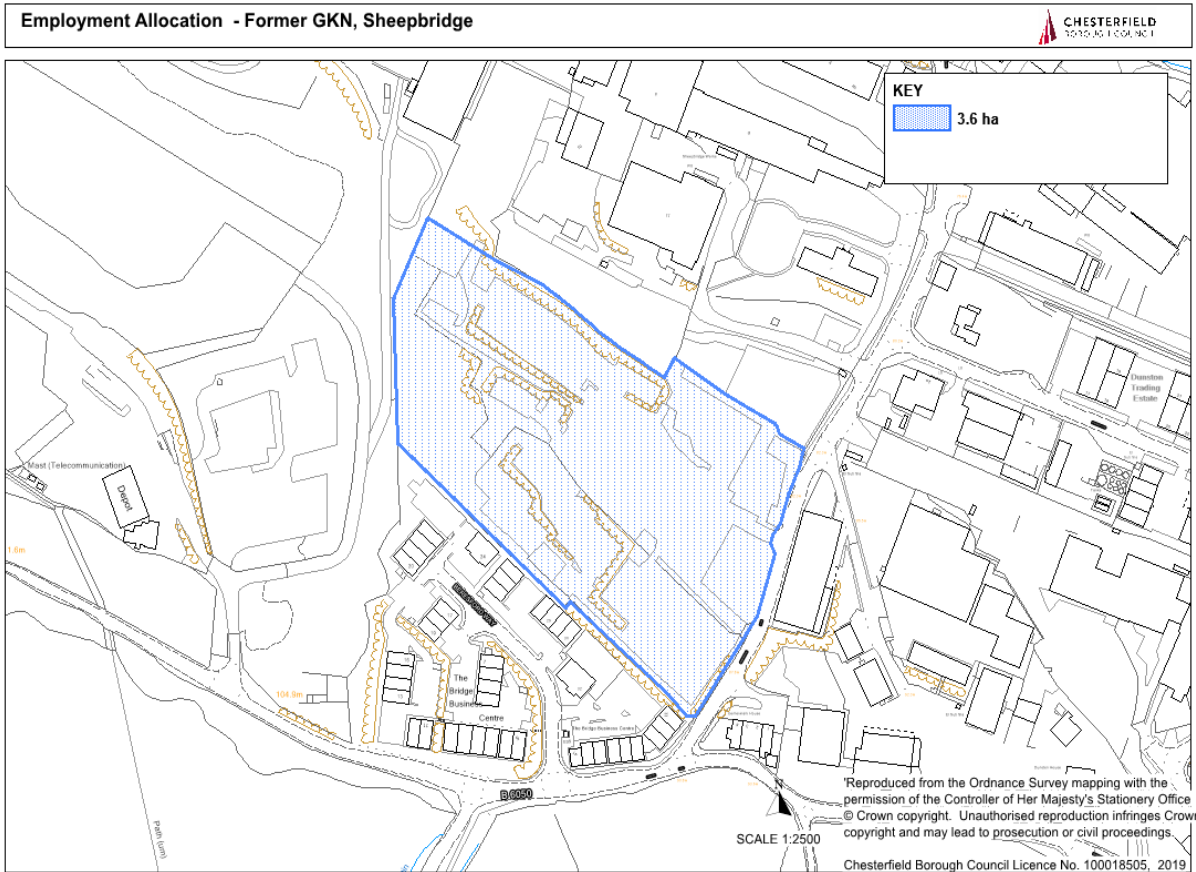 Employment Allocation - Former GKN, Sheepbridge
CHESTERFIELD
BOROUGH COUNCIL
KEY
3.6 ha
Dunston
Trading
Estate
Mast (Telecommunication)
Depot
1.6m
104.9m
The
Bridge
Business
Centre
The Bridge Business Centre
B 6050
Path (um)
SCALE 1:2500
'Reproduced from the Ordnance Survey mapping with the
permission of the Controller of Her Majesty's Stationery Office
© Crown copyright. Unauthorised reproduction infringes Crown
copyright and may lead to prosecution or civil proceedings.
Chesterfield Borough Council Licence No. 100018505, 2019